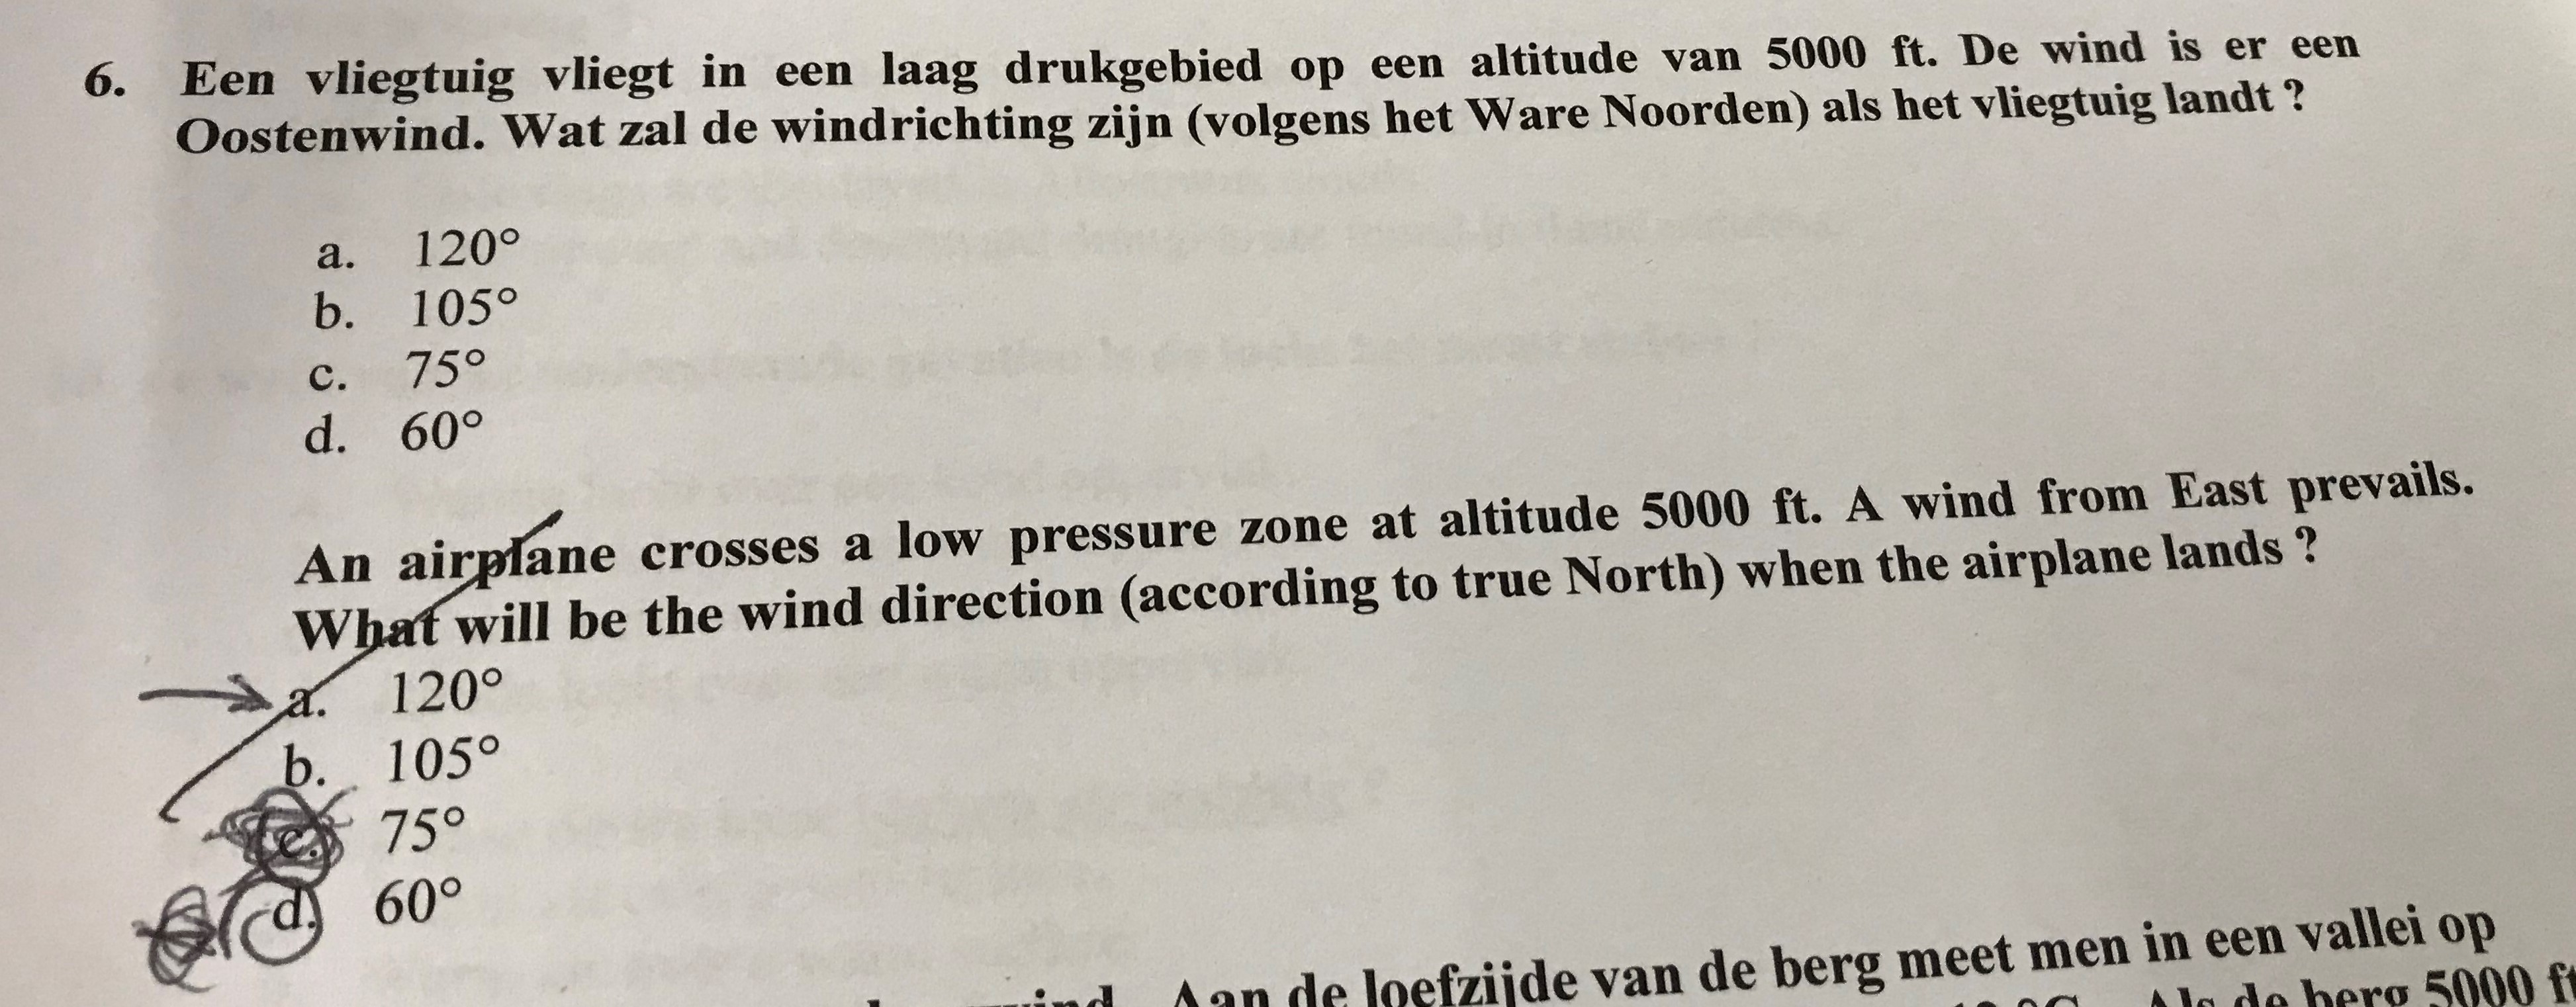 6. Een vliegtuig vliegt in een laag drukgebied op een altitude van 5000 ft. De wind is er een
Oostenwind. Wat zal de windrichting zijn (volgens het Ware Noorden) als het vliegtuig landt ?
a. 120°
b. 105°
c. 75°
d. 60°
An airplane crosses a low pressure zone at altitude 5000 ft. A wind from East prevails.
What will be the wind direction (according to true North) when the airplane lands ?
a. 120°
b. 105°
c. 75°
d. 60°
Aan de loefzijde van de berg meet men in een vallei op
Als de berg 5000